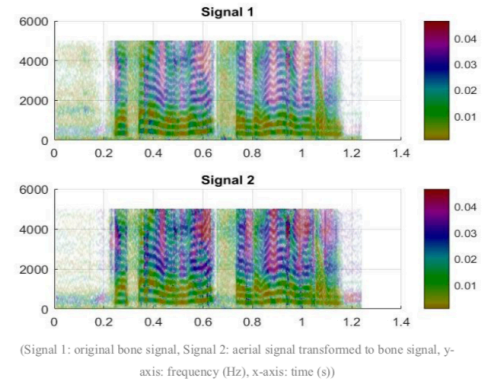 Signal 1
6000
4000
2000
0
0 0.2 0.4 0.6 0.8 1 1.2 1.4
0.04
0.03
0.02
0.01
Signal 2
6000
4000
2000
0
0 0.2 0.4 0.6 0.8 1 1.2 1.4
0.04
0.03
0.02
0.01
(Signal 1: original bone signal, Signal 2: aerial signal transformed to bone signal, y-
axis: frequency (Hz), x-axis: time (s))